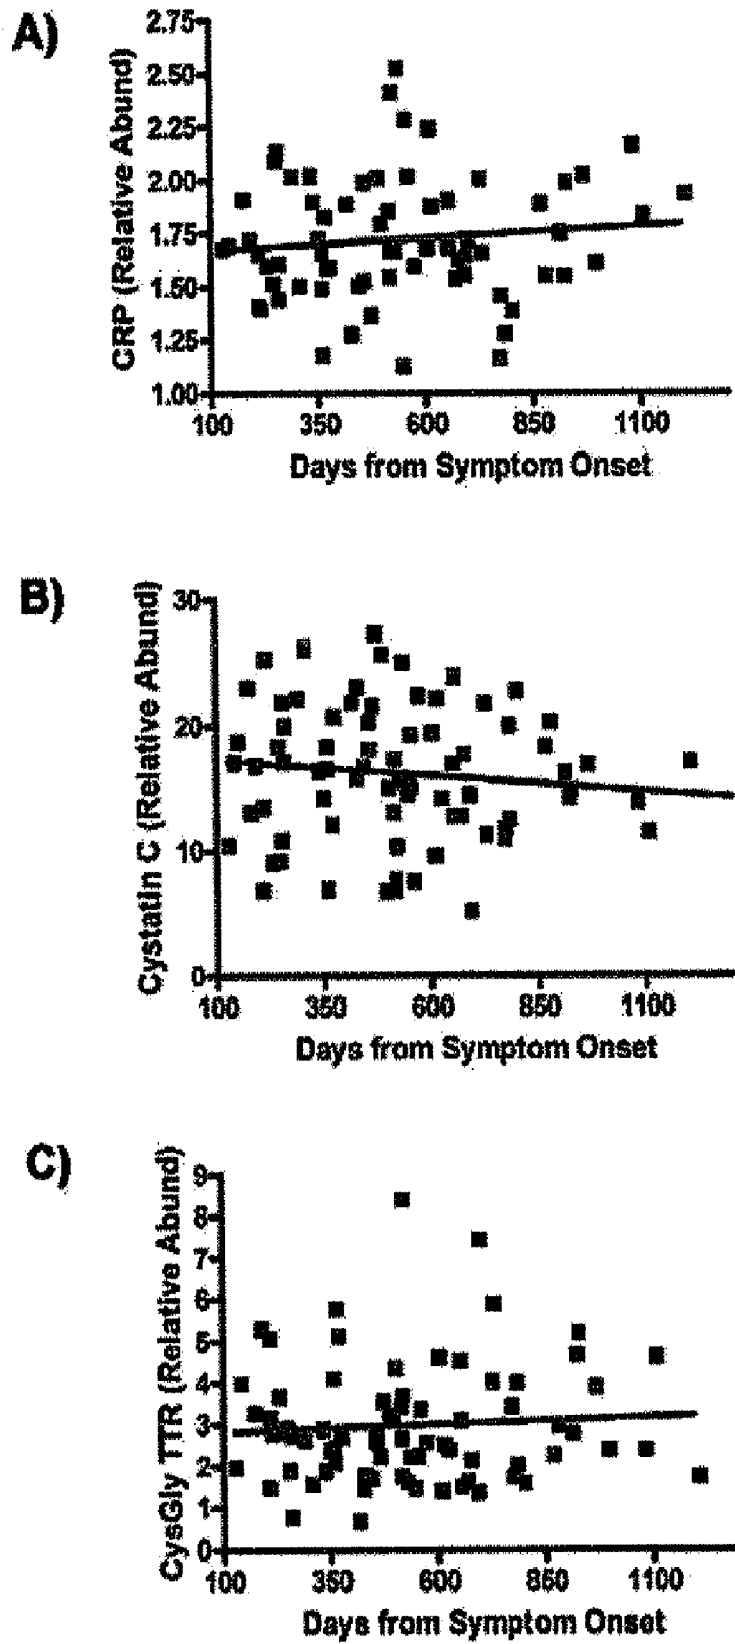 A)
CRP (Relative Abund)
2.75
2.50
2.25
2.00
1.75
1.50
1.25
1.00
100 350 600 850 1100
Days from Symptom Onset
B)
Cystatin C (Relative Abund)
30
20
10
0
100 350 600 850 1100
Days from Symptom Onset
C)
CysGly TTR (Relative Abund)
9
8
7
6
5
4
3
2
1
0
100 350 600 850 1100
Days from Symptom Onset